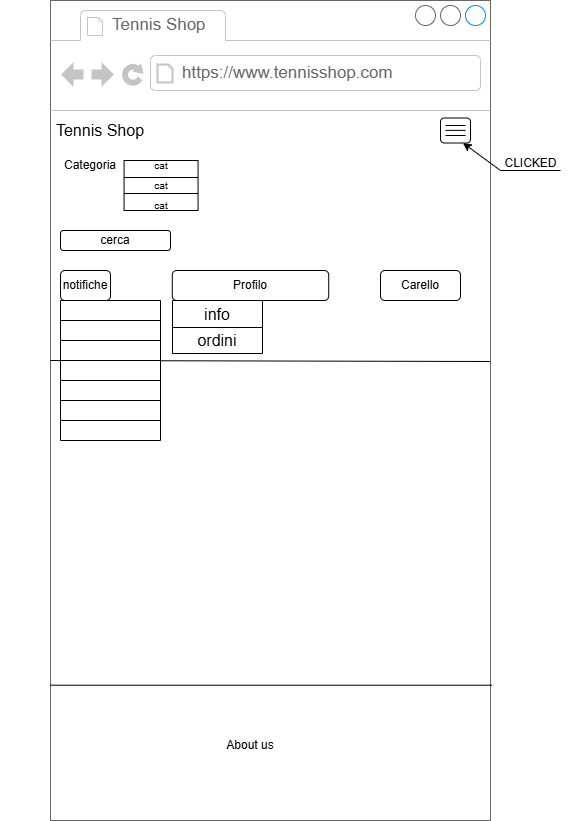 Tennis Shop
https://www.tennisshop.com
Tennis Shop
CLICKED
Categoria
cat
cat
cat
cerca
notifiche
Profilo
Carello
info
ordini
About us